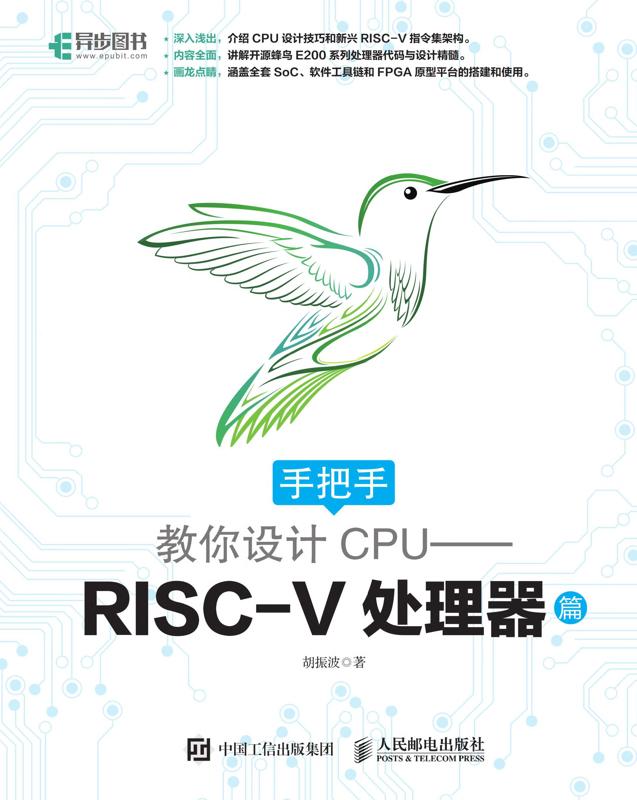 异步图书
www.epubit.com
★ 深入浅出，介绍 CPU 设计技巧和新兴 RISC-V 指令集架构。
★ 内容全面，讲解开源蜂鸟 E200 系列处理器代码与设计精髓。
★ 画龙点睛，涵盖全套 SoC、软件工具链和 FPGA 原型平台的搭建和使用。
手把手
教你设计 CPU——
RISC-V 处理器 篇
胡振波◎著
中国工信出版集团
人民邮电出版社
POSTS & TELECOM PRESS